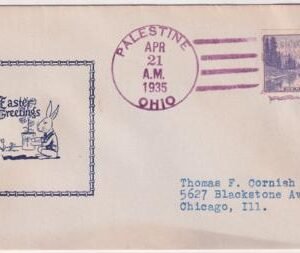 PALESTINE
APR
21
A.M.
1935
OHIO
Easter
Greetings
Thomas F. Cornish
5627 Blackstone Av
Chicago, Ill.